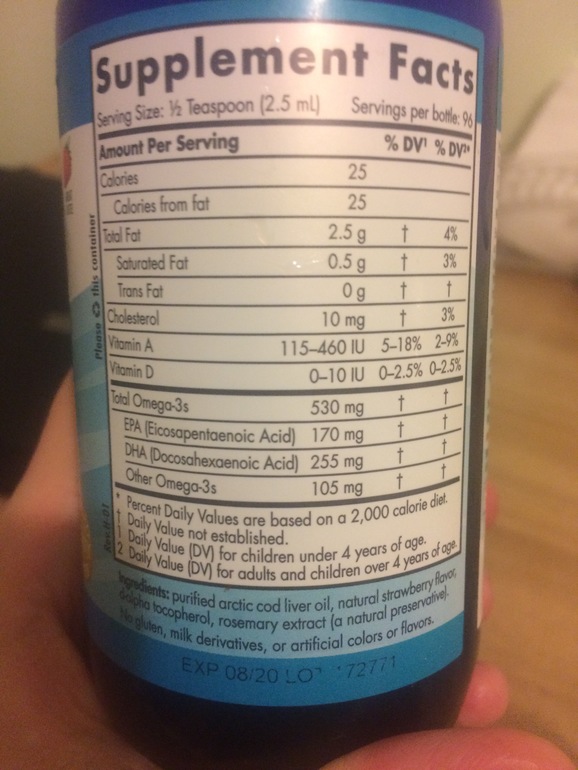 Supplement Facts
Serving Size: ½ Teaspoon (2.5 mL) Servings per bottle: 96
Amount Per Serving % DV¹ % DV²*
Calories 25
Calories from fat 25
Total Fat 2.5 g † 4%
Saturated Fat 0.5 g † 3%
Trans Fat 0 g † †
Cholesterol 10 mg † 3%
Vitamin A 115–460 IU 5–18% 2–9%
Vitamin D 0–10 IU 0–2.5% 0–2.5%
Total Omega-3s 530 mg † †
EPA (Eicosapentaenoic Acid) 170 mg † †
DHA (Docosahexaenoic Acid) 255 mg † †
Other Omega-3s 105 mg † †
* Percent Daily Values are based on a 2,000 calorie diet.
† Daily Value not established.
1 Daily Value (DV) for children under 4 years of age.
2 Daily Value (DV) for adults and children over 4 years of age.
Ingredients: purified arctic cod liver oil, natural strawberry flavor,
d-alpha tocopherol, rosemary extract (a natural preservative).
No gluten, milk derivatives, or artificial colors or flavors.
EXP 08/20 LOT 72771
Please this container